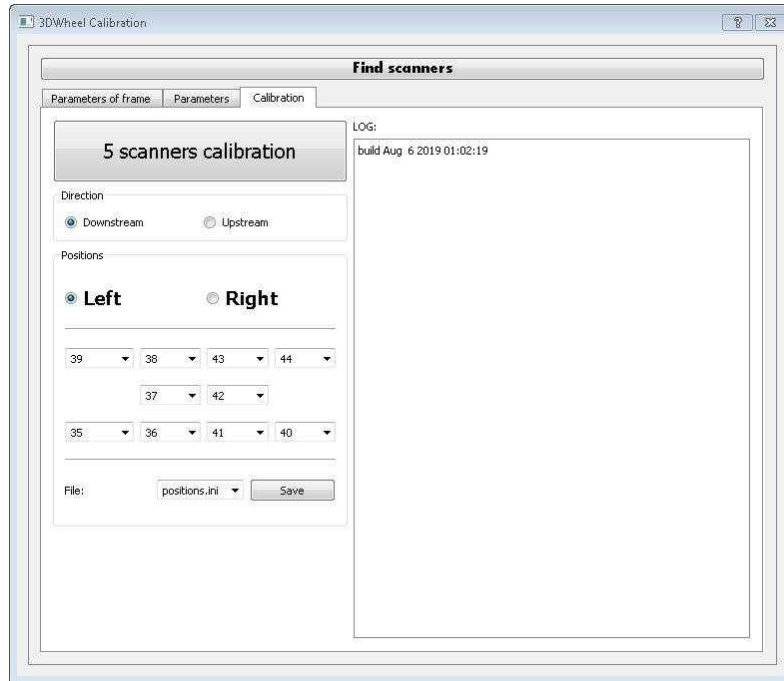 3DWheel Calibration
Find scanners
Parameters of frame Parameters Calibration
5 scanners calibration
LOG:
build Aug 6 2019 01:02:19
Direction
Downstream Upstream
Positions
Left Right
39 38 43 44
37 42
35 36 41 40
File: positions.ini Save